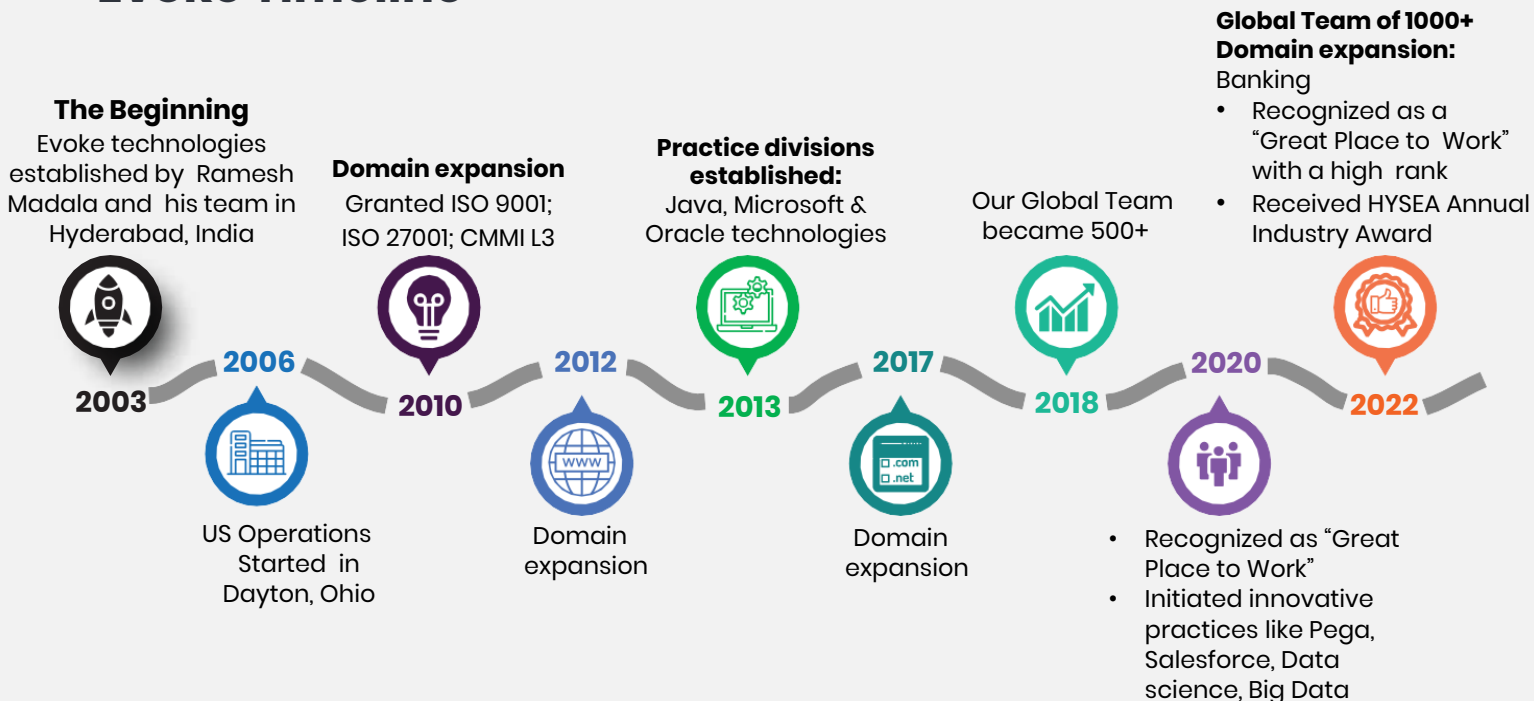 Evoke Timeline
The Beginning
Evoke technologies
established by Ramesh
Madala and his team in
Hyderabad, India
2003
2006
US Operations
Started in
Dayton, Ohio
Domain expansion
Granted ISO 9001;
ISO 27001; CMMI L3
2010
2012
www
Domain
expansion
Practice divisions
established:
Java, Microsoft &
Oracle technologies
2013
2017
.com
.net
Domain
expansion
Our Global Team
became 500+
2018
2020
• Recognized as “Great
Place to Work”
• Initiated innovative
practices like Pega,
Salesforce, Data
science, Big Data
Global Team of 1000+
Domain expansion:
Banking
• Recognized as a
“Great Place to Work”
with a high rank
• Received HYSEA Annual
Industry Award
2022